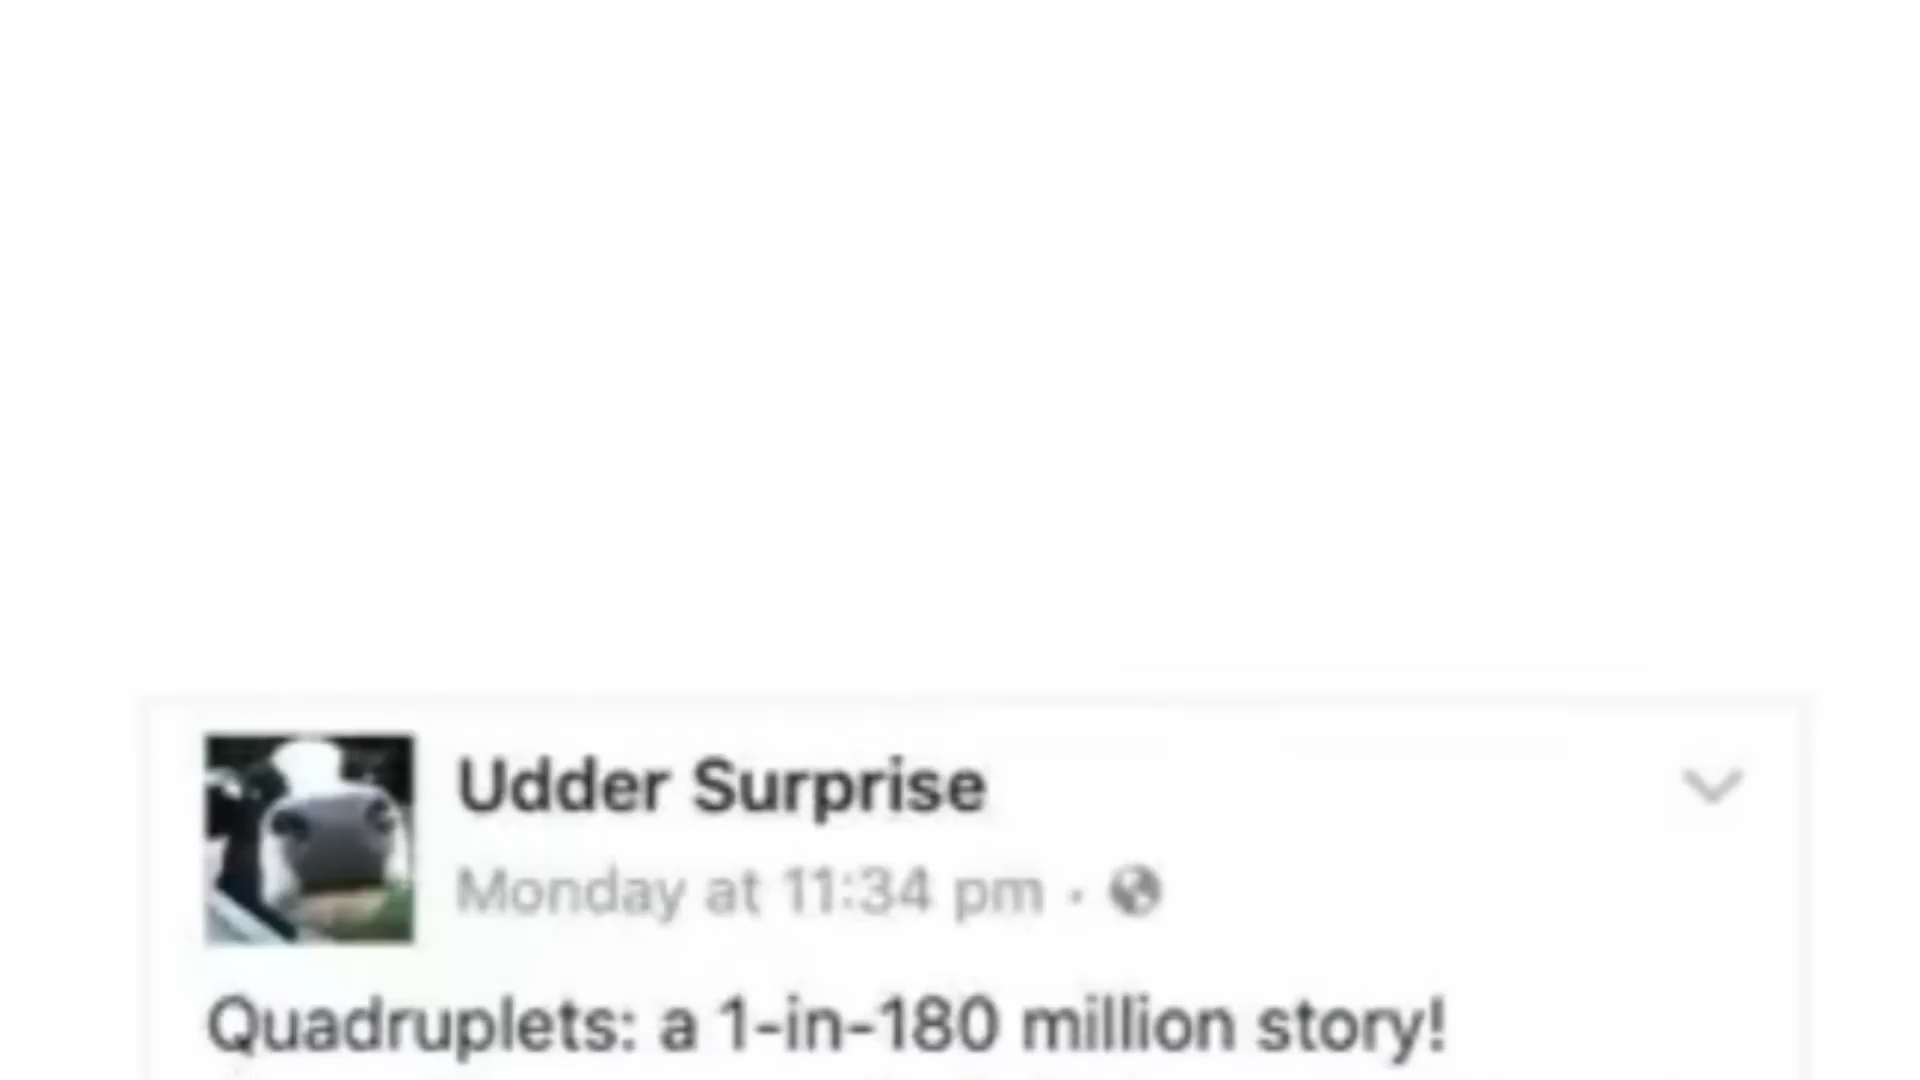 Udder Surprise
Monday at 11:34 pm ·
Quadruplets: a 1-in-180 million story!